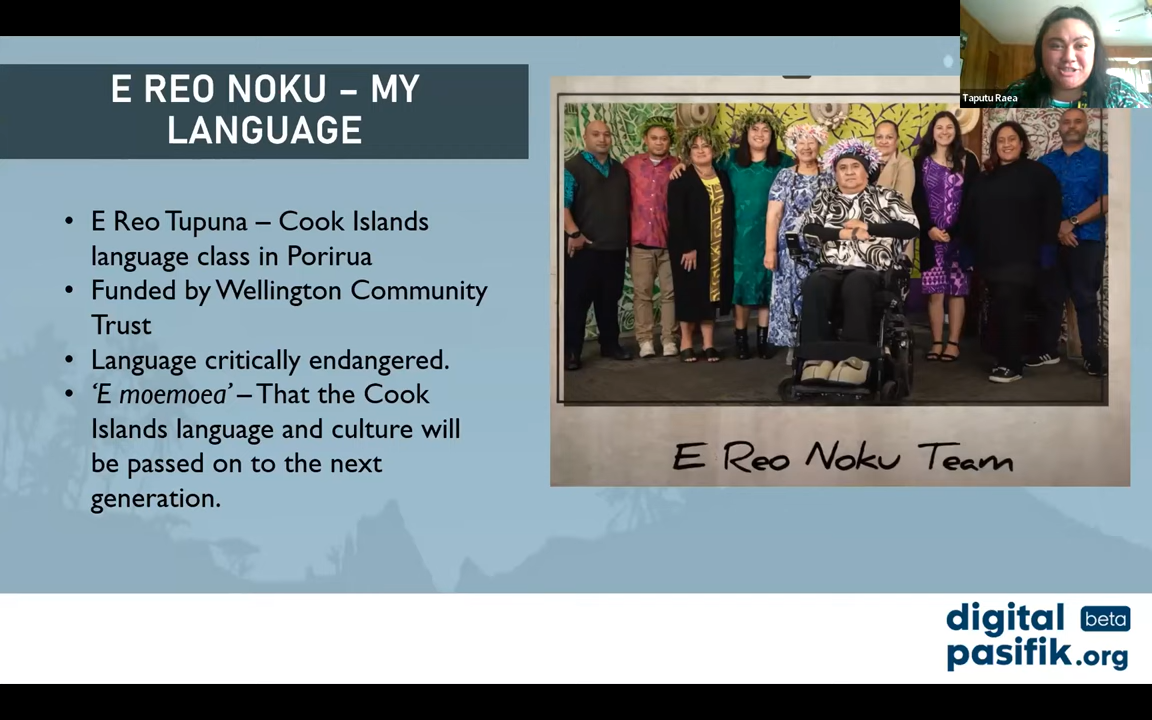 E REO NOKU – MY
LANGUAGE
Taputu Raea
• E Reo Tupuna – Cook Islands
language class in Porirua
• Funded by Wellington Community
Trust
• Language critically endangered.
• ‘E moemoea’ – That the Cook
Islands language and culture will
be passed on to the next
generation.
E Reo Noku Team
digital beta
pasifik.org